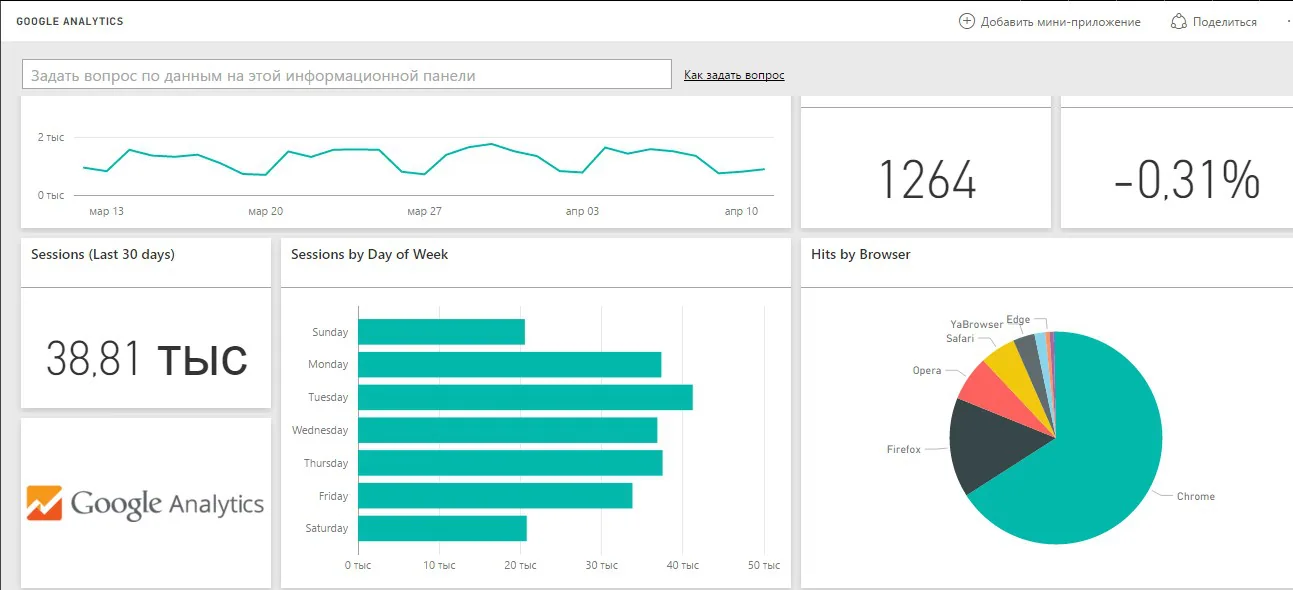 GOOGLE ANALYTICS
Добавить мини-приложение
Поделиться
Задать вопрос по данным на этой информационной панели
Как задать вопрос
2 тыс
0 тыс
мар 13
мар 20
мар 27
апр 03
апр 10
1264
-0,31%
Sessions (Last 30 days)
38,81 тыс
Google Analytics
Sessions by Day of Week
Sunday
Monday
Tuesday
Wednesday
Thursday
Friday
Saturday
0 тыс
10 тыс
20 тыс
30 тыс
40 тыс
50 тыс
Hits by Browser
Edge
YaBrowser
Safari
Opera
Firefox
Chrome